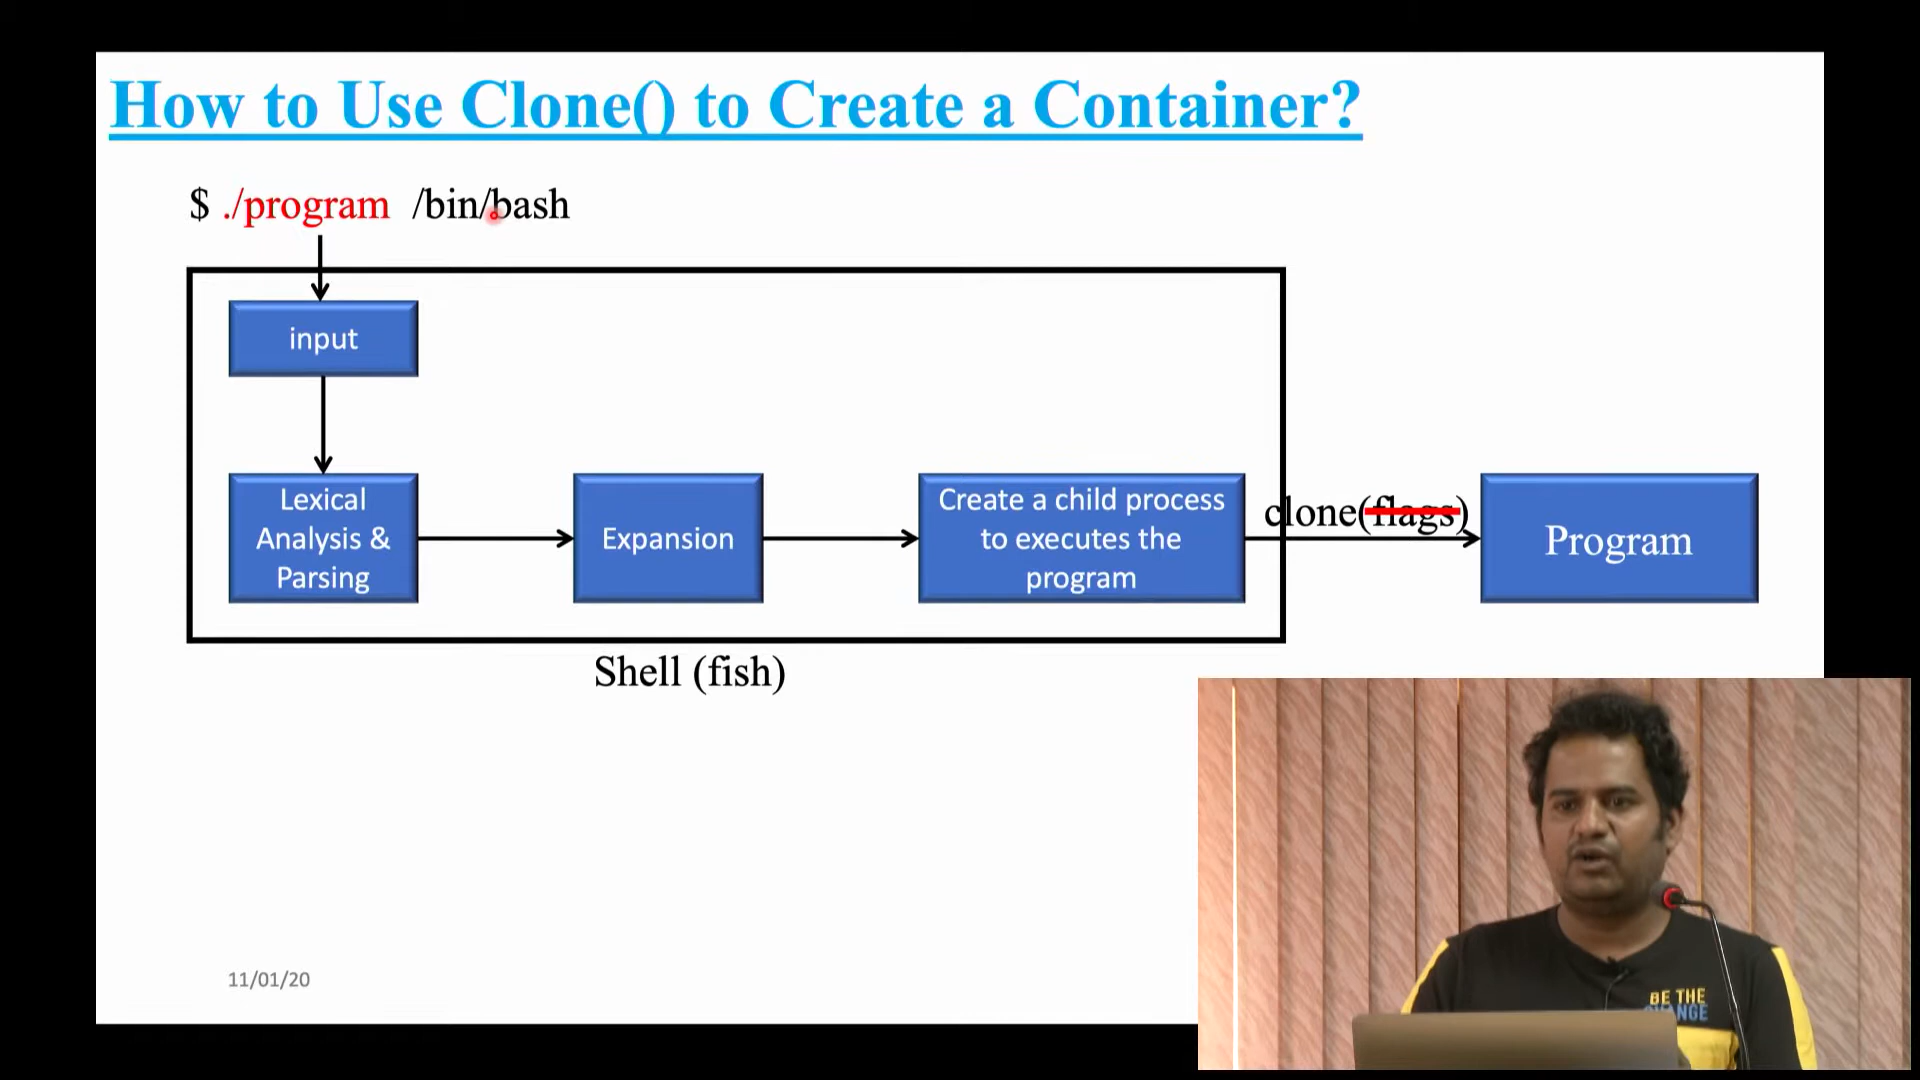 How to Use Clone() to Create a Container?
$ ./program /bin/bash
input
Lexical
Analysis &
Parsing
Expansion
Create a child process
to executes the
program
clone(flags)
Program
Shell (fish)
11/01/20
BE THE
CHANGE